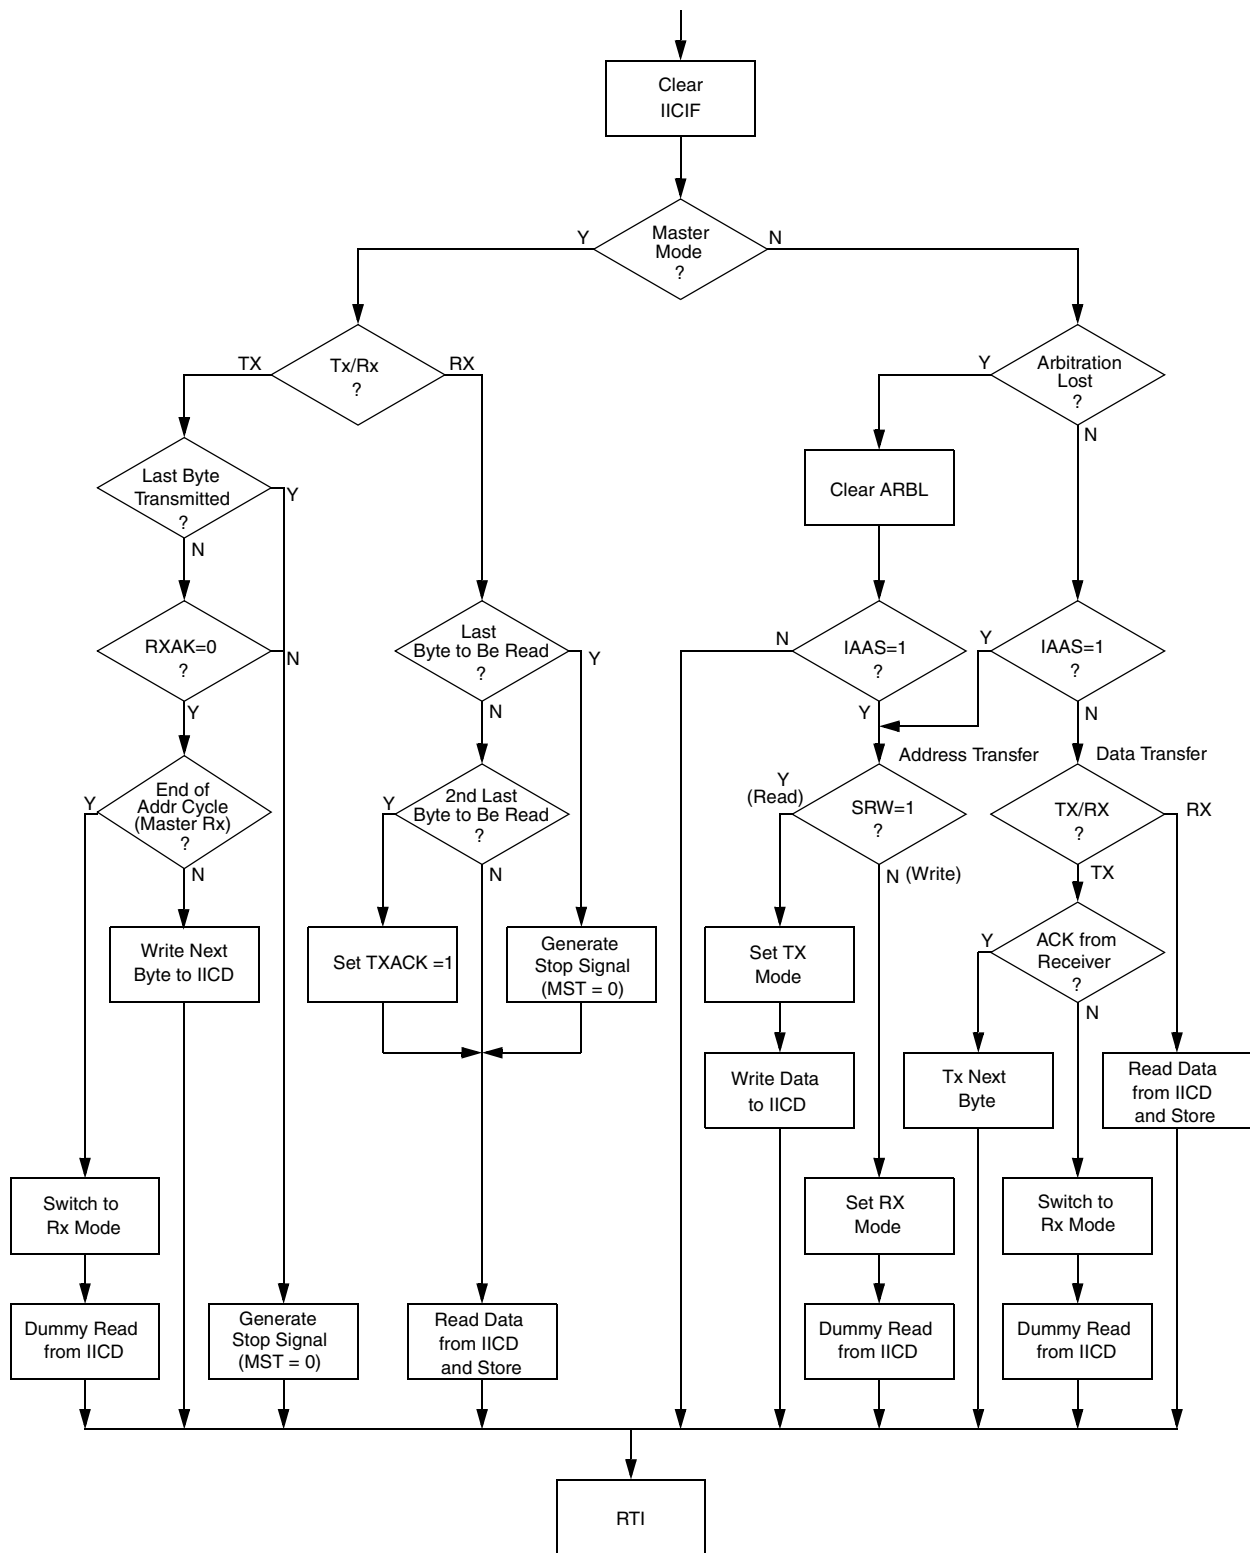 Clear
IICIF
Master
Mode
?
Y
N
Tx/Rx
?
TX
RX
Arbitration
Lost
?
Y
N
Last Byte
Transmitted
?
Y
N
Clear ARBL
RXAK=0
?
N
Y
Last
Byte to Be Read
?
Y
N
IAAS=1
?
N
Y
IAAS=1
?
Y
N
Address Transfer
Data Transfer
End of
Addr Cycle
(Master Rx)
?
Y
N
2nd Last
Byte to Be Read
?
Y
N
Y
(Read)
SRW=1
?
N (Write)
TX/RX
?
RX
TX
Write Next
Byte to IICD
Set TXACK =1
Generate
Stop Signal
(MST = 0)
Set TX
Mode
Y
ACK from
Receiver
?
N
Write Data
to IICD
Tx Next
Byte
Read Data
from IICD
and Store
Switch to
Rx Mode
Set RX
Mode
Switch to
Rx Mode
Dummy Read
from IICD
Generate
Stop Signal
(MST = 0)
Read Data
from IICD
and Store
Dummy Read
from IICD
Dummy Read
from IICD
RTI